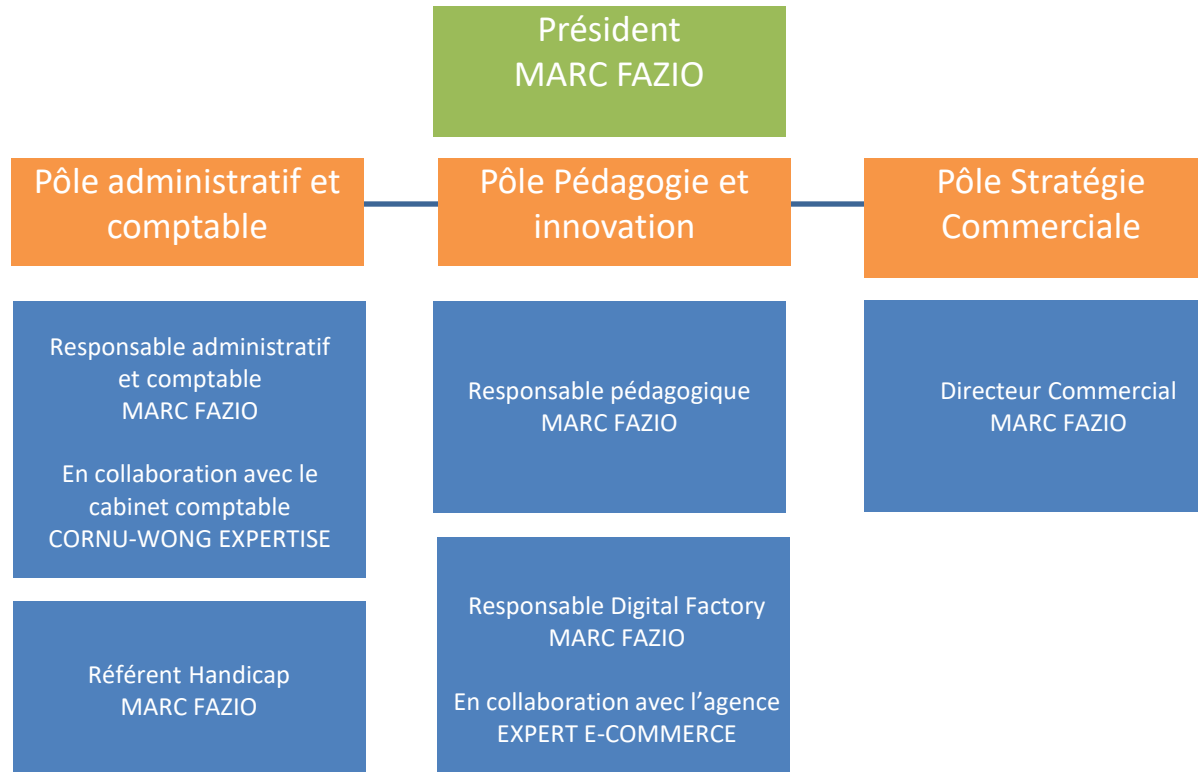 Président
MARC FAZIO
Pôle administratif et
comptable
Pôle Pédagogie et
innovation
Pôle Stratégie
Commerciale
Responsable administratif
et comptable
MARC FAZIO
En collaboration avec le
cabinet comptable
CORNU-WONG EXPERTISE
Référent Handicap
MARC FAZIO
Responsable pédagogique
MARC FAZIO
Responsable Digital Factory
MARC FAZIO
En collaboration avec l’agence
EXPERT E-COMMERCE
Directeur Commercial
MARC FAZIO